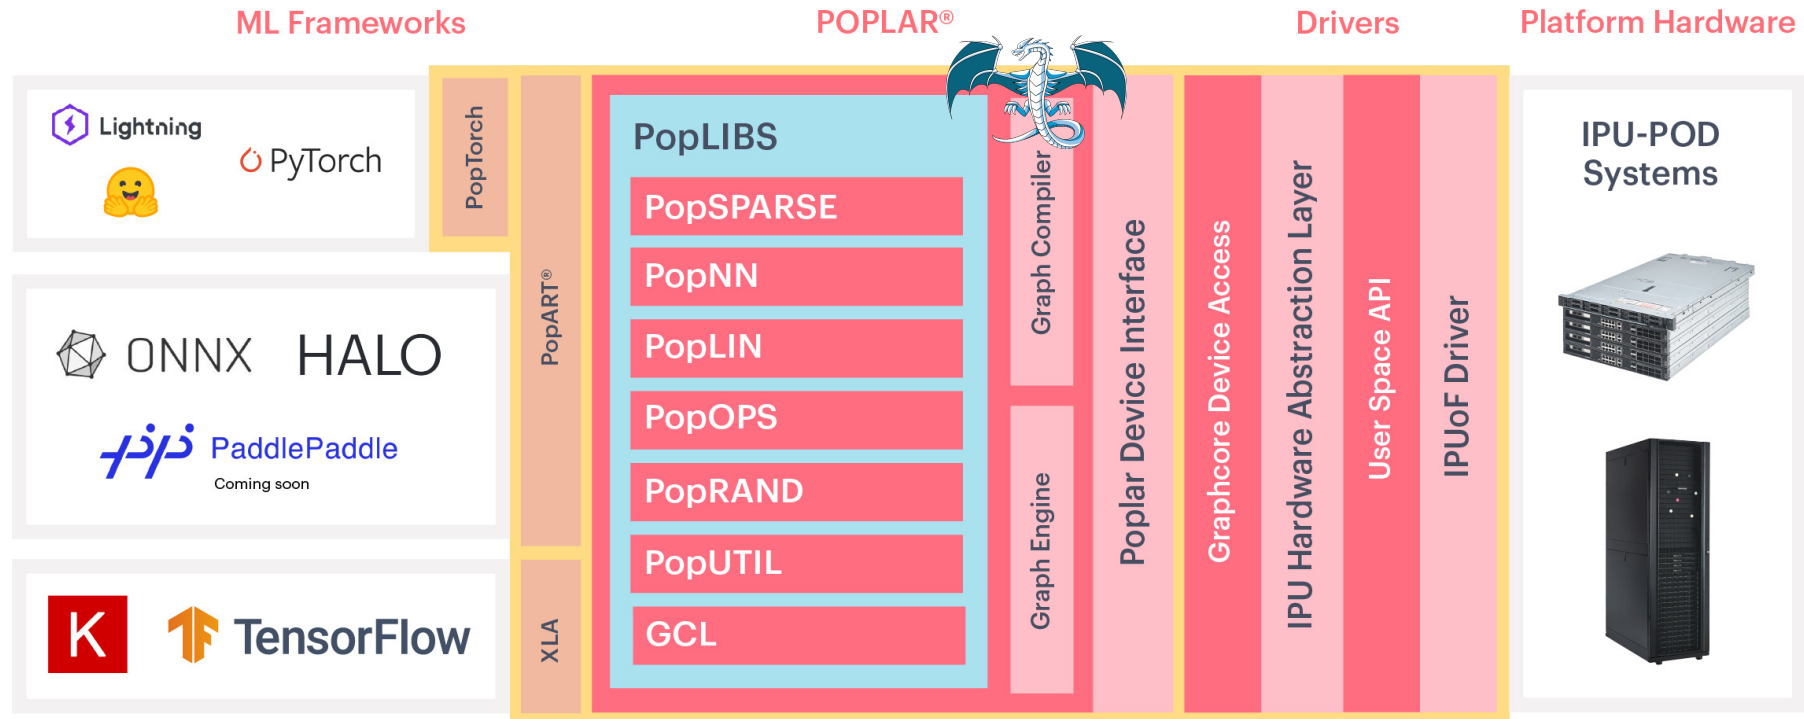 ML Frameworks
POPLAR®
Drivers
Platform Hardware
Lightning
PyTorch
PopTorch
ONNX
HALO
PaddlePaddle
Coming soon
PopART®
K
TensorFlow
XLA
PopLIBS
PopSPARSE
PopNN
PopLIN
PopOPS
PopRAND
PopUTIL
GCL
Graph Compiler
Graph Engine
Poplar Device Interface
Graphcore Device Access
IPU Hardware Abstraction Layer
User Space API
IPUoF Driver
IPU-POD
Systems